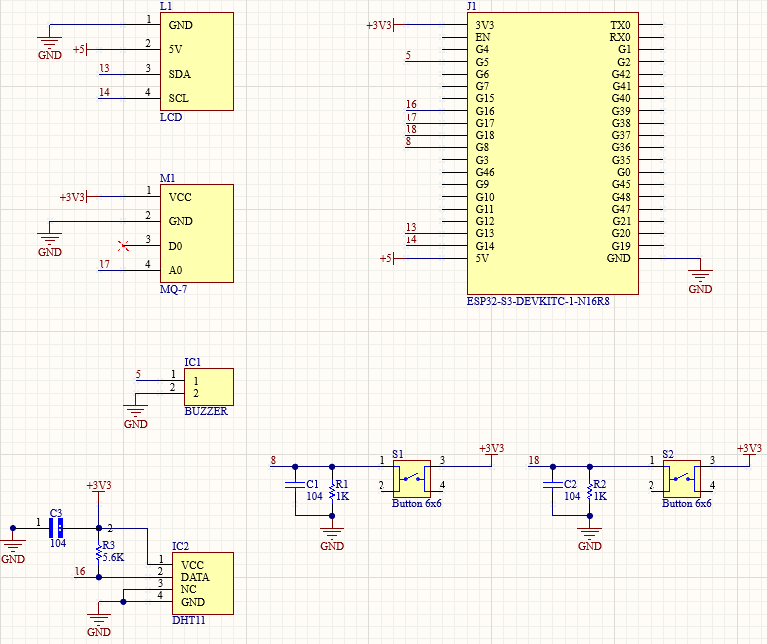 L1
1 GND
GND
2 5V
+5
3 SDA
13
4 SCL
14
LCD
M1
+3V3 1 VCC
2 GND
GND
3 D0
17 4 A0
MQ-7
J1
+3V3 3V3 TX0
EN RX0
G4 G1
5 G5 G2
G6 G42
G7 G41
G15 G40
16 G16 G39
17 G17 G38
18 G18 G37
8 G8 G36
G3 G35
G46 G0
G9 G45
G10 G48
G11 G47
G12 G21
13 G13 G20
14 G14 G19
+5 5V GND
GND
ESP32-S3-DEVKITC-1-N16R8
IC1
5 1 1
2 2
GND
BUZZER
8 1 S1 3 +3V3
C1 104
R1 1K
2 4
Button 6x6
GND
18 1 S2 3 +3V3
C2 104
R2 1K
2 4
Button 6x6
GND
+3V3
C3
1 2
104
GND
R3
5.6K
IC2
1 VCC
16 2 DATA
3 NC
4 GND
GND
DHT11